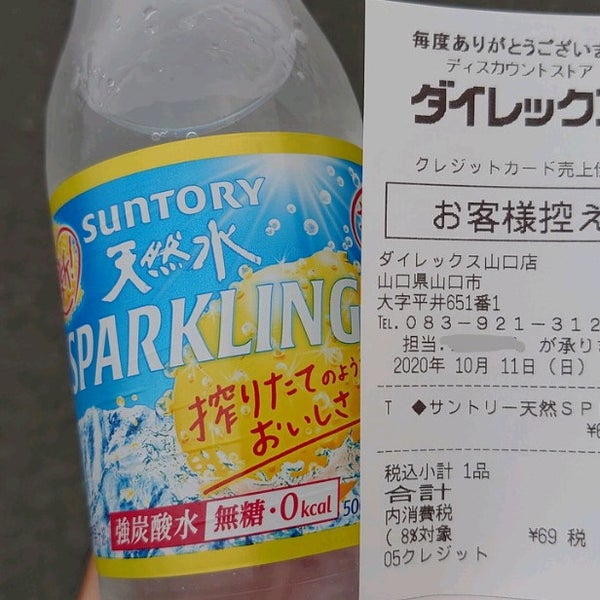 SUNTORY
天然水
SPARKLING
搾りたてのような
おいしさ
強炭酸水 無糖・0kcal
毎度ありがとうございま
ディスカウントストア
ダイレックス
クレジットカード売上
お客様控え
ダイレックス山口店
山口県山口市
大字平井651番1
TEL.083-921-312
担当. が承りま
2020年 10月 11日(日)
T ◆サントリー天然SP
税込小計 1品
合計
内消費税
( 8%対象 ¥69 税
05クレジット